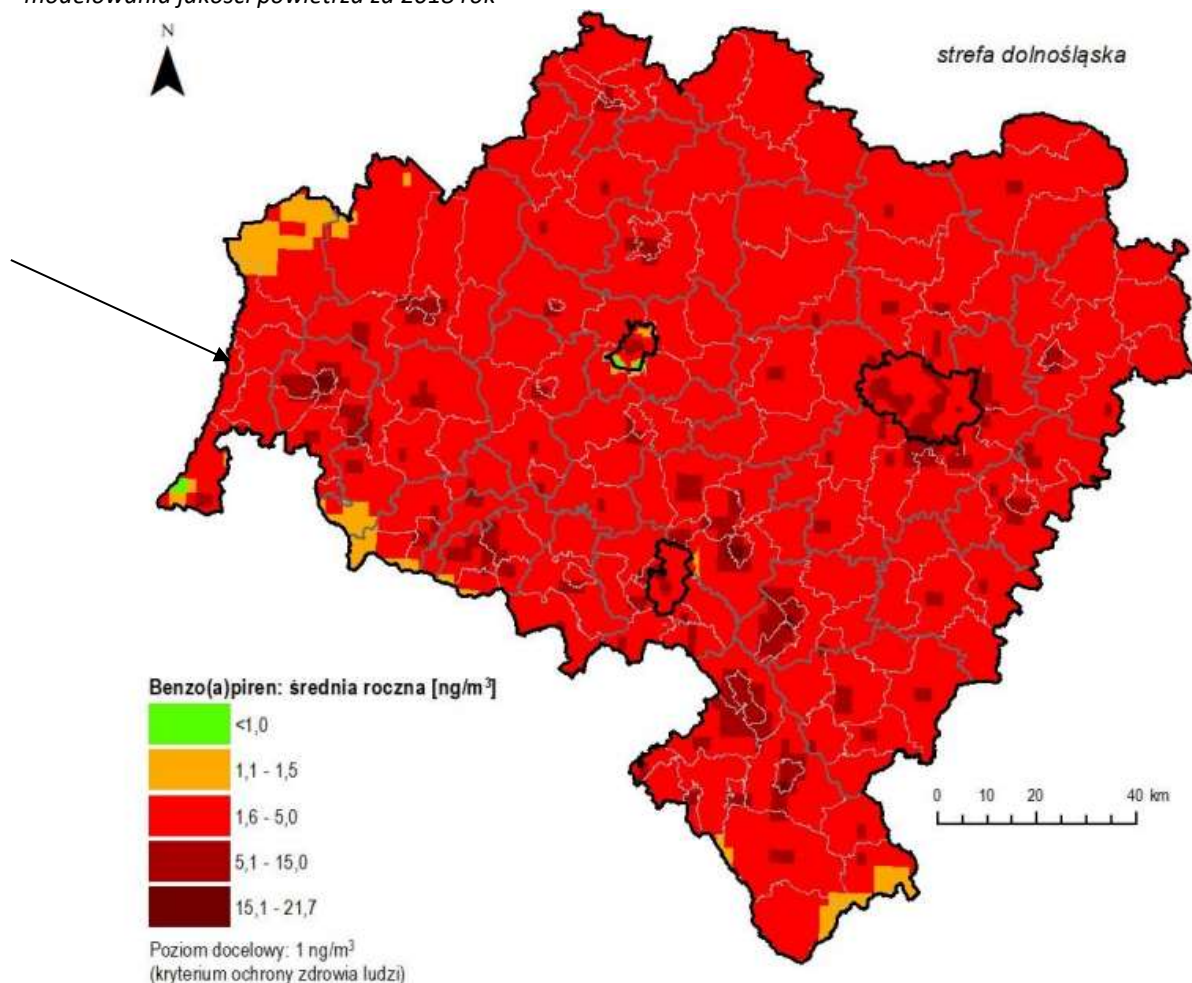 modelowania jakości powietrza za 2018 rok
N
strefa dolnośląska
Benzo(a)piren: średnia roczna [ng/m³]
<1,0
1,1 - 1,5
1,6 - 5,0
5,1 - 15,0
15,1 - 21,7
Poziom docelowy: 1 ng/m³
(kryterium ochrony zdrowia ludzi)
0 10 20 40 km